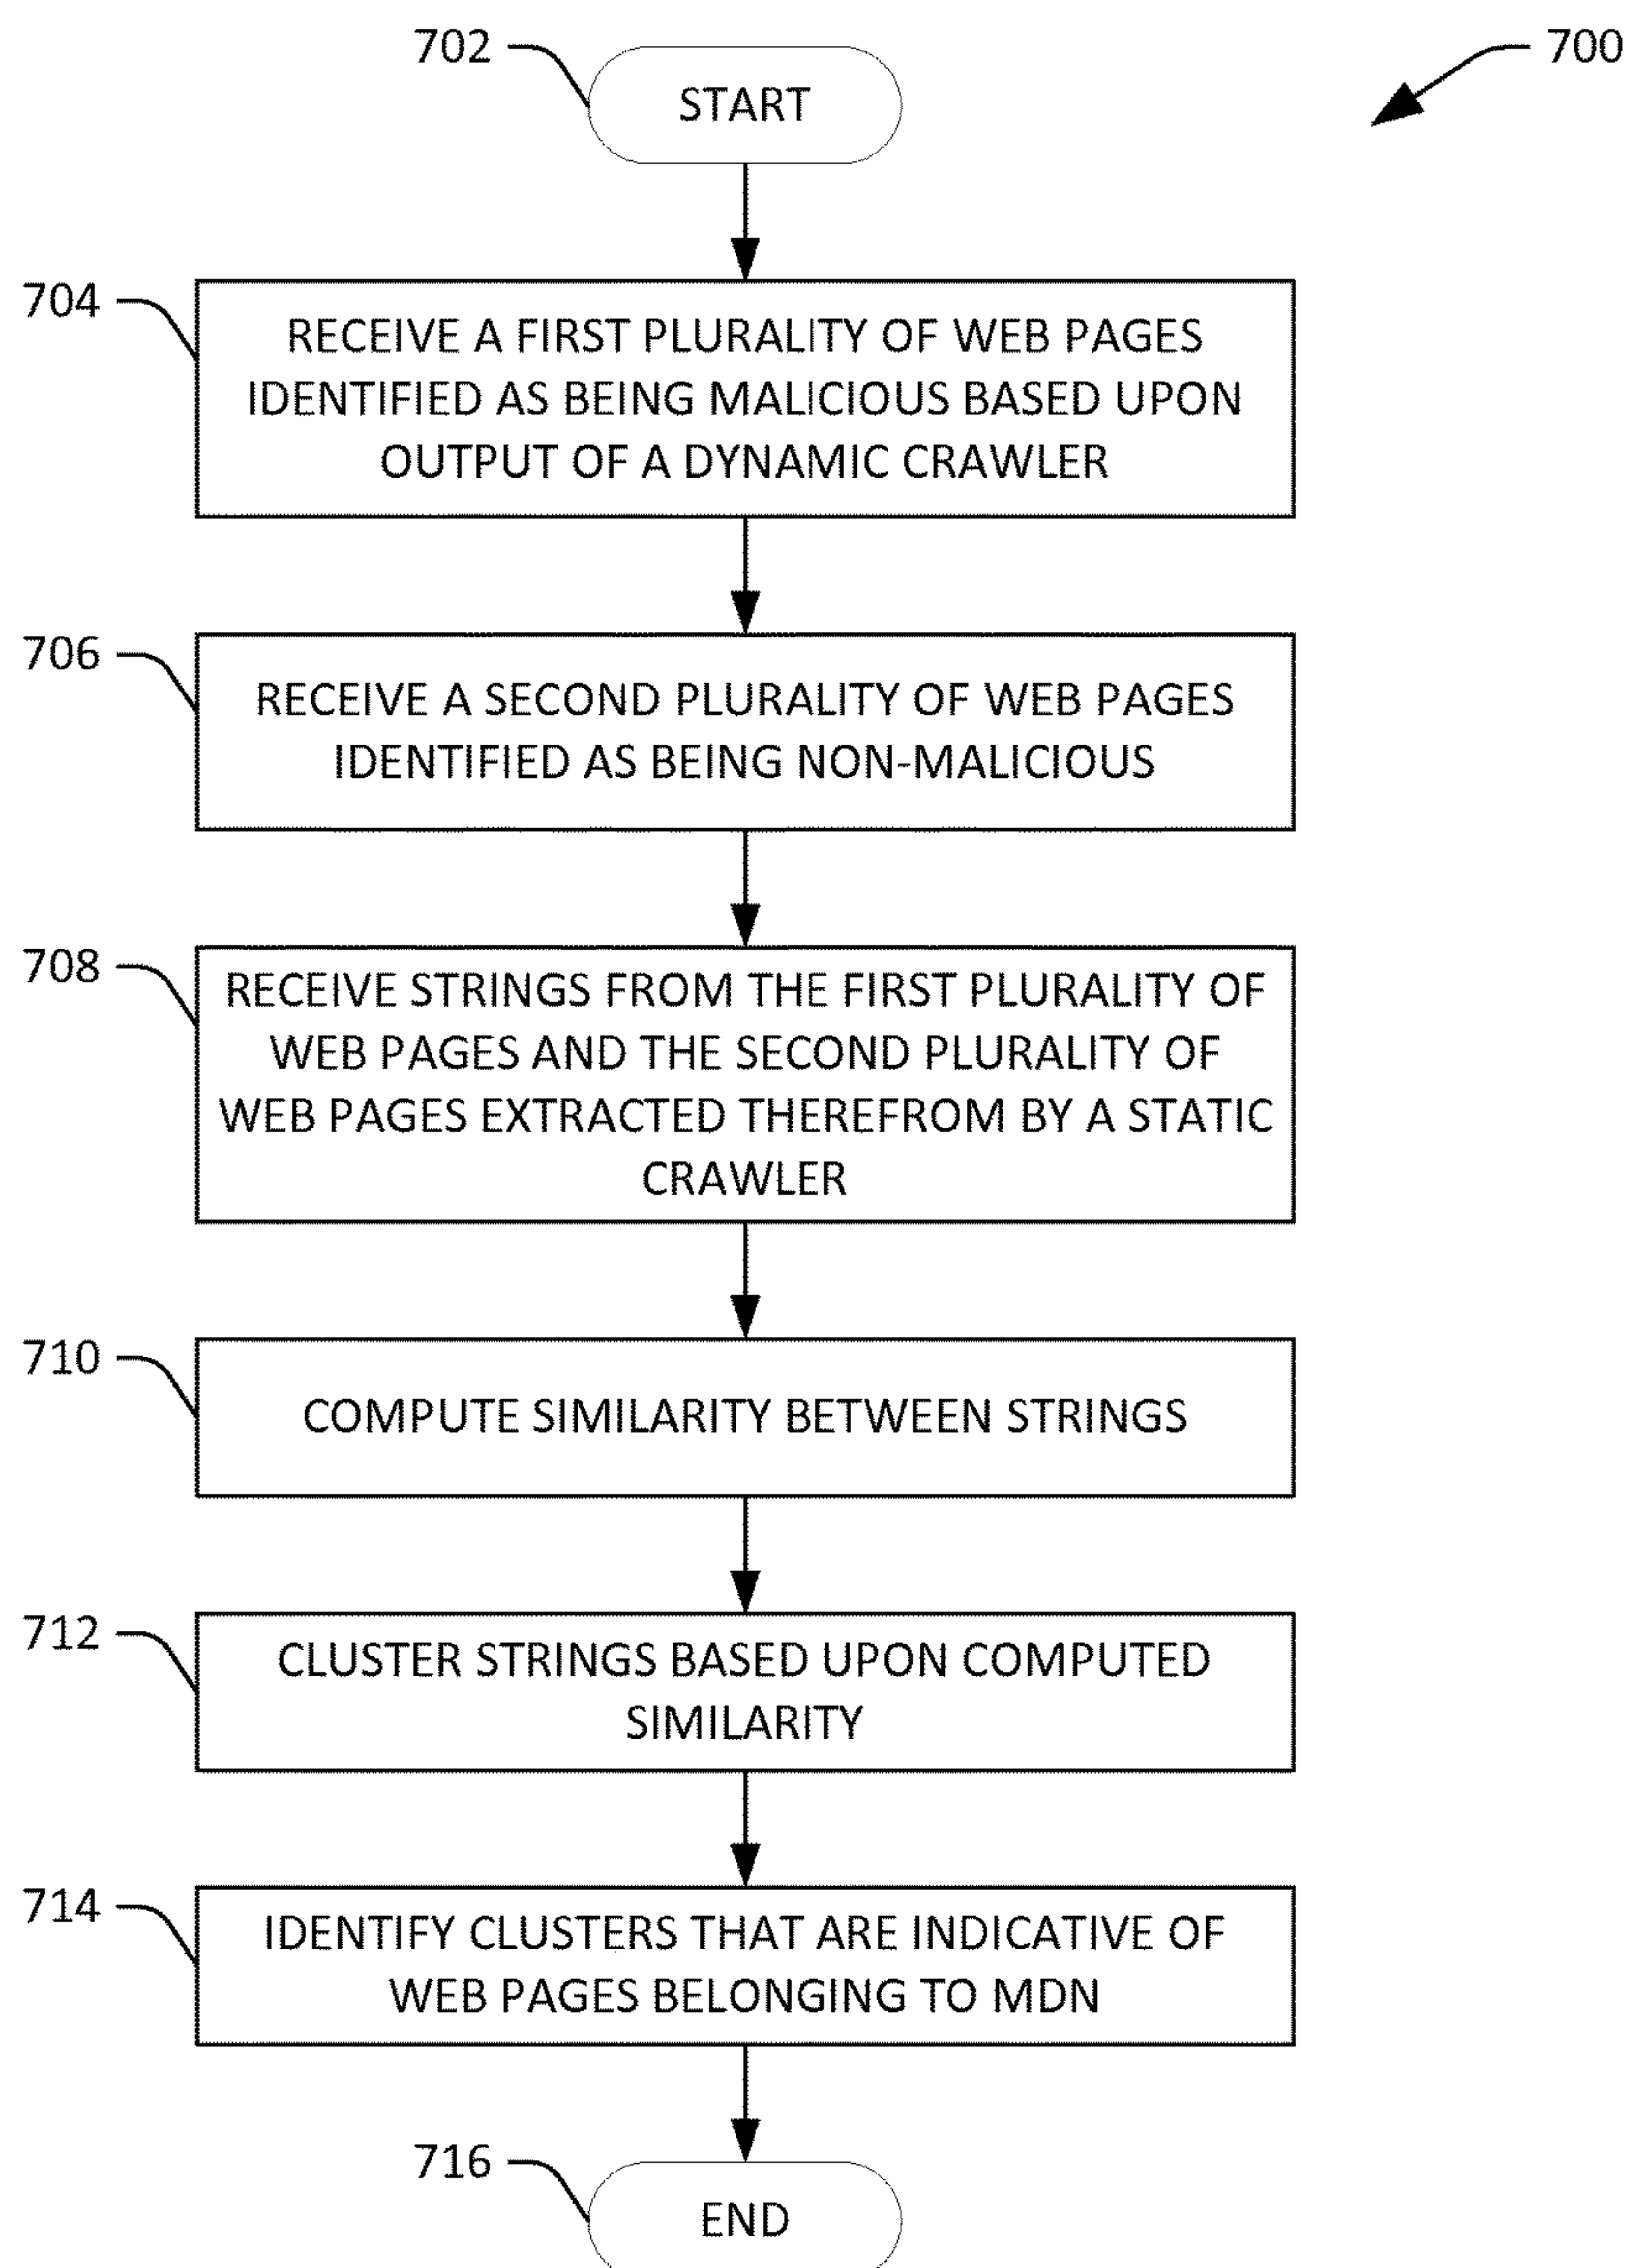 702
START
700
704
RECEIVE A FIRST PLURALITY OF WEB PAGES
IDENTIFIED AS BEING MALICIOUS BASED UPON
OUTPUT OF A DYNAMIC CRAWLER
706
RECEIVE A SECOND PLURALITY OF WEB PAGES
IDENTIFIED AS BEING NON-MALICIOUS
708
RECEIVE STRINGS FROM THE FIRST PLURALITY OF
WEB PAGES AND THE SECOND PLURALITY OF
WEB PAGES EXTRACTED THEREFROM BY A STATIC
CRAWLER
710
COMPUTE SIMILARITY BETWEEN STRINGS
712
CLUSTER STRINGS BASED UPON COMPUTED
SIMILARITY
714
IDENTIFY CLUSTERS THAT ARE INDICATIVE OF
WEB PAGES BELONGING TO MDN
716
END